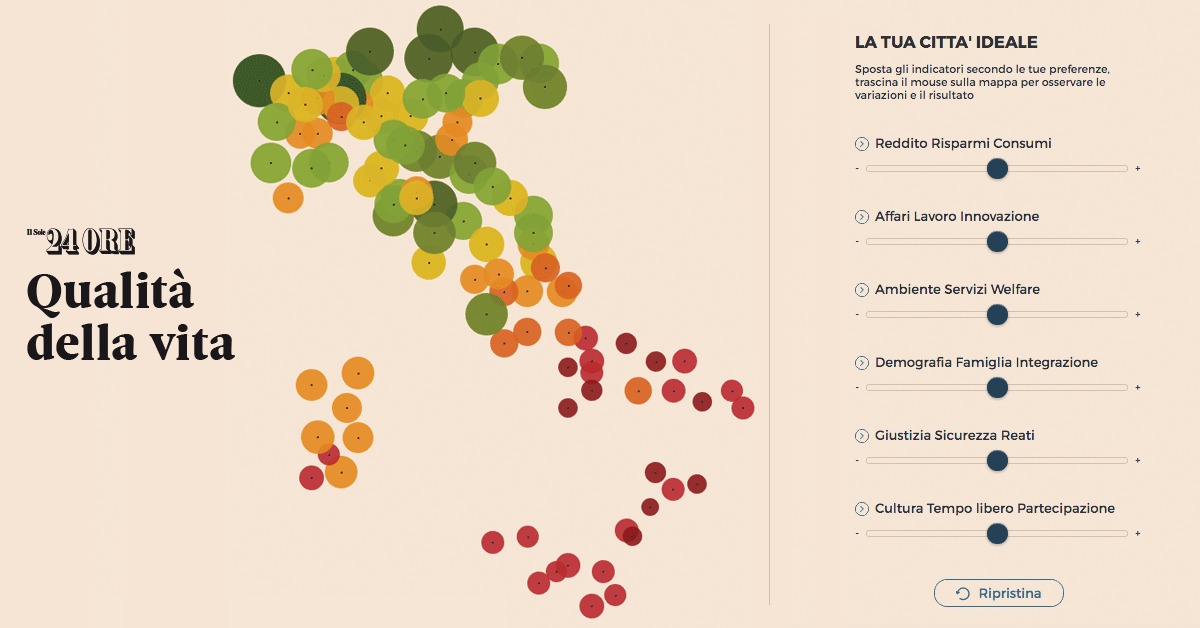 Il Sole
24 ORE
Qualità
della vita
LA TUA CITTA' IDEALE
Sposta gli indicatori secondo le tue preferenze,
trascina il mouse sulla mappa per osservare le
variazioni e il risultato
Reddito Risparmi Consumi
- +
Affari Lavoro Innovazione
- +
Ambiente Servizi Welfare
- +
Demografia Famiglia Integrazione
- +
Giustizia Sicurezza Reati
- +
Cultura Tempo libero Partecipazione
- +
Ripristina